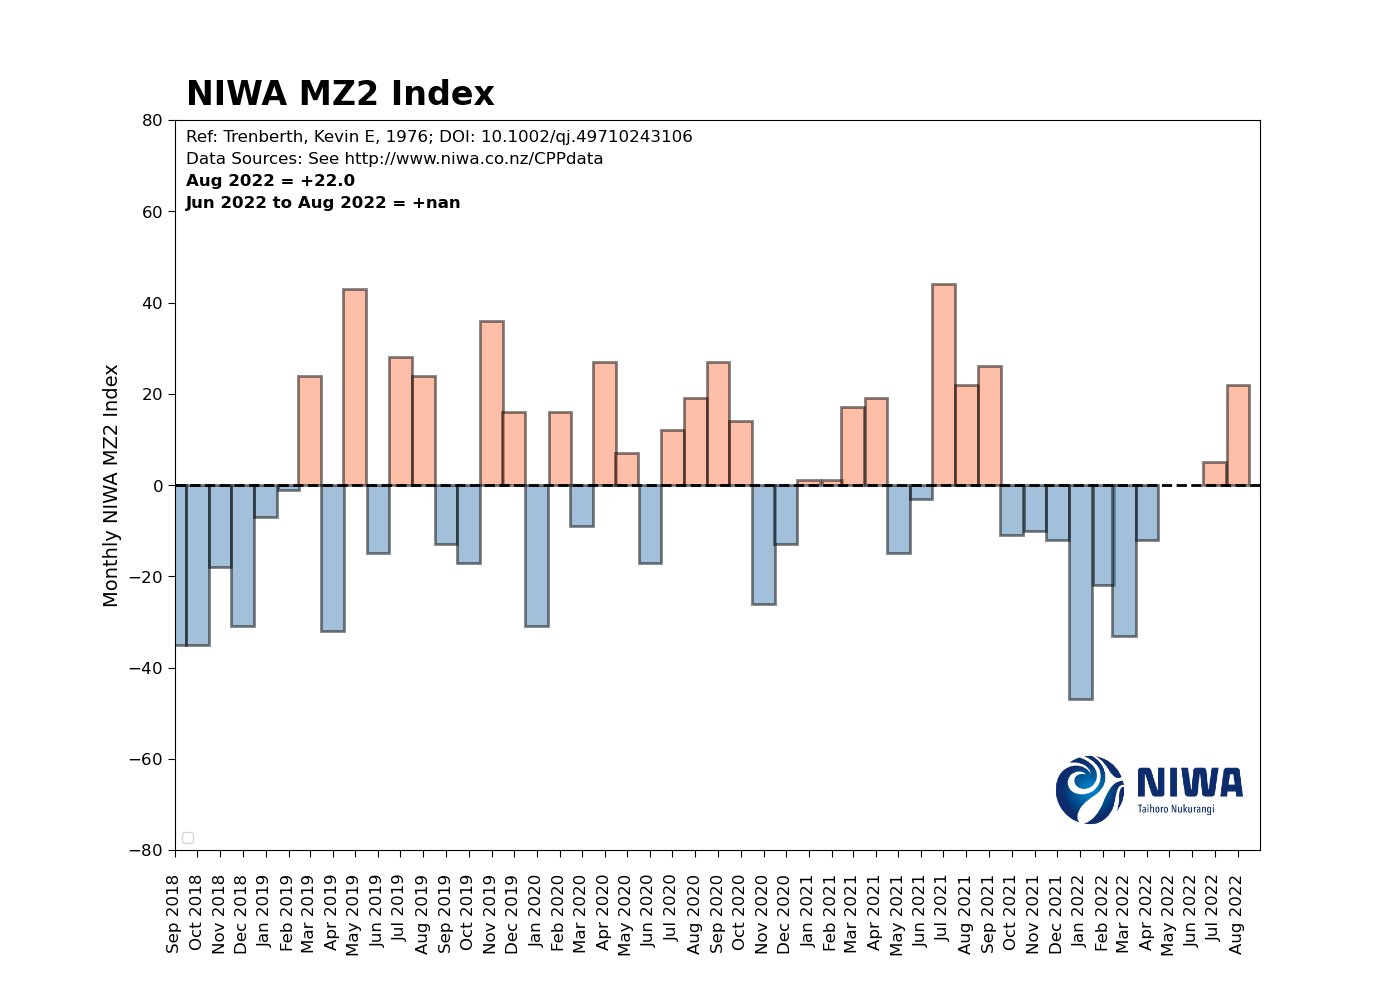 NIWA MZ2 Index
Ref: Trenberth, Kevin E, 1976; DOI: 10.1002/qj.49710243106
Data Sources: See http://www.niwa.co.nz/CPPdata
Aug 2022 = +22.0
Jun 2022 to Aug 2022 = +nan
Monthly NIWA MZ2 Index
80
60
40
20
0
−20
−40
−60
−80
NIWA
Taihoro Nukurangi
Sep 2018
Oct 2018
Nov 2018
Dec 2018
Jan 2019
Feb 2019
Mar 2019
Apr 2019
May 2019
Jun 2019
Jul 2019
Aug 2019
Sep 2019
Oct 2019
Nov 2019
Dec 2019
Jan 2020
Feb 2020
Mar 2020
Apr 2020
May 2020
Jun 2020
Jul 2020
Aug 2020
Sep 2020
Oct 2020
Nov 2020
Dec 2020
Jan 2021
Feb 2021
Mar 2021
Apr 2021
May 2021
Jun 2021
Jul 2021
Aug 2021
Sep 2021
Oct 2021
Nov 2021
Dec 2021
Jan 2022
Feb 2022
Mar 2022
Apr 2022
May 2022
Jun 2022
Jul 2022
Aug 2022